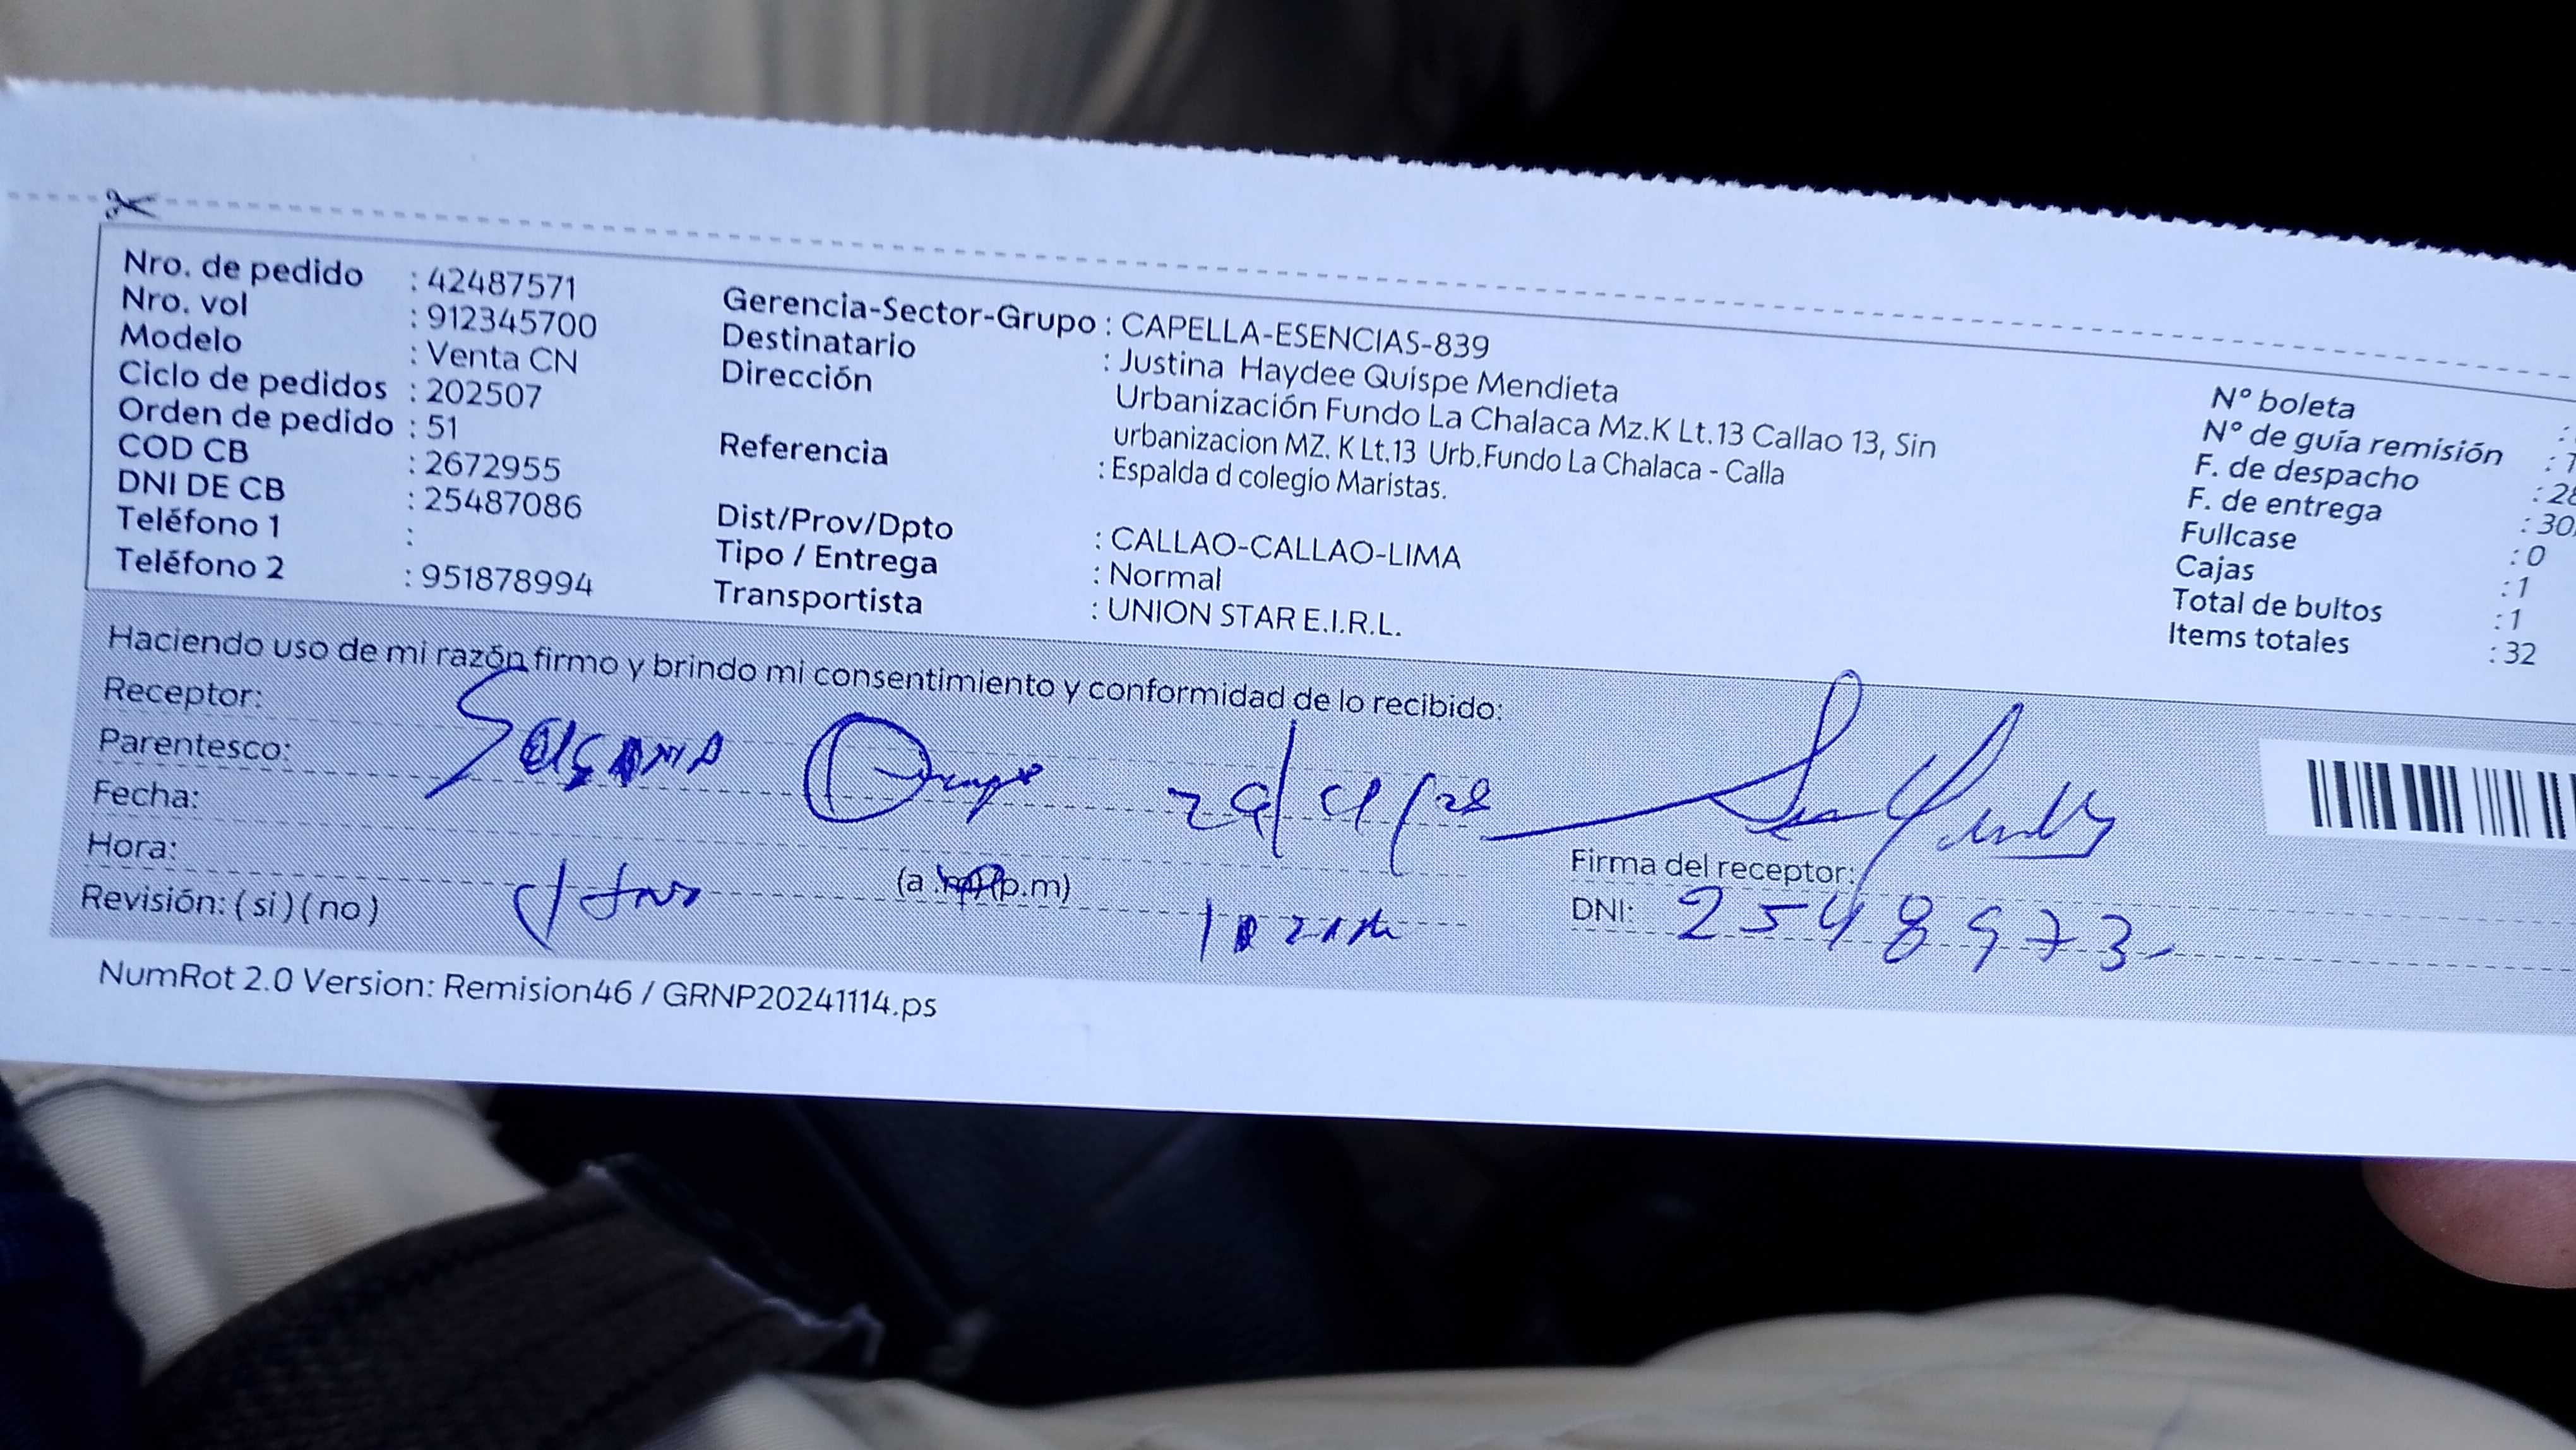 Nro. de pedido : 42487571
Nro. vol : 912345700
Modelo : Venta CN
Ciclo de pedidos : 202507
Orden de pedido : 51
COD CB : 2672955
DNI DE CB : 25487086
Teléfono 1 :
Teléfono 2 : 951878994
Gerencia-Sector-Grupo : CAPELLA-ESENCIAS-839
Destinatario : Justina Haydee Quispe Mendieta
Dirección
Urbanización Fundo La Chalaca Mz.K Lt.13 Callao 13, Sin
urbanizacion MZ. K Lt.13 Urb.Fundo La Chalaca - Calla
Referencia : Espalda d colegio Maristas.
Dist/Prov/Dpto : CALLAO-CALLAO-LIMA
Tipo / Entrega : Normal
Transportista : UNION STAR E.I.R.L.
N° boleta :
N° de guía remisión :
F. de despacho : 28
F. de entrega : 30
Fullcase : 0
Cajas : 1
Total de bultos : 1
Items totales : 32
Haciendo uso de mi razón firmo y brindo mi consentimiento y conformidad de lo recibido:
Receptor:
Parentesco:
Fecha:
Hora: (a. p.m)
Revisión: ( si ) ( no )
Firma del receptor:
DNI: 2548973
NumRot 2.0 Version: Remision46 / GRNP20241114.ps